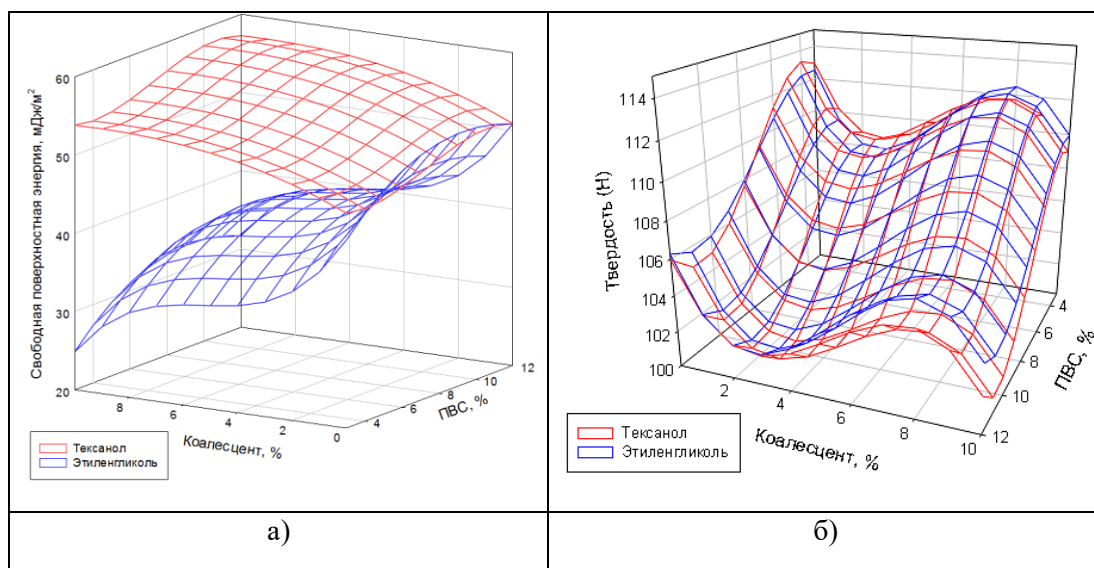 Свободная поверхностная энергия, мДж/м²
60
50
40
30
20
8
6
4
2
0
Коалесцент, %
4
6
8
10
12
ПВС, %
Тексанол
Этиленгликоль
а)
Твердость (Н)
114
112
110
108
106
104
102
100
2
4
6
8
10
Коалесцент, %
4
6
8
10
12
ПВС, %
Тексанол
Этиленгликоль
б)